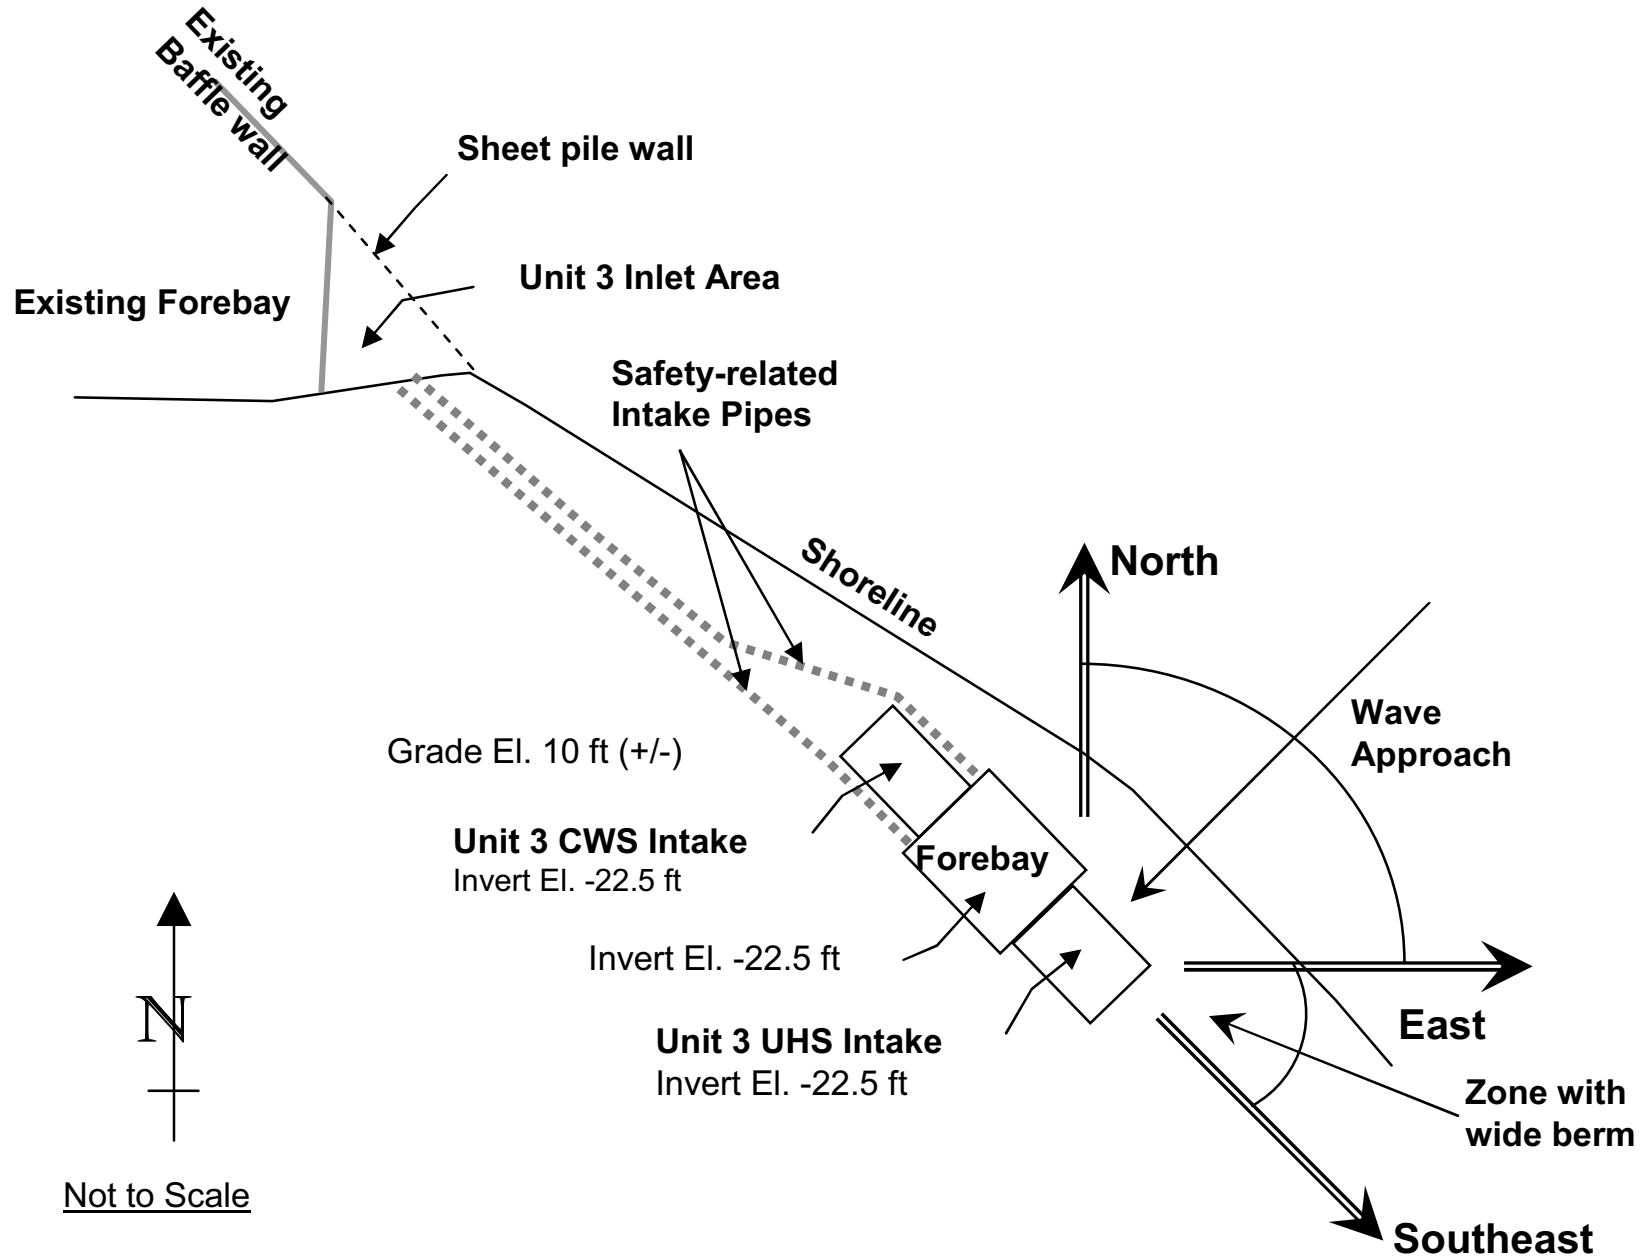 Existing
Baffle wall
Sheet pile wall
Unit 3 Inlet Area
Existing Forebay
Safety-related
Intake Pipes
Shoreline
North
Wave
Approach
Grade El. 10 ft (+/-)
Unit 3 CWS Intake
Invert El. -22.5 ft
Forebay
Invert El. -22.5 ft
East
Unit 3 UHS Intake
Invert El. -22.5 ft
Zone with
wide berm
N
Not to Scale
Southeast